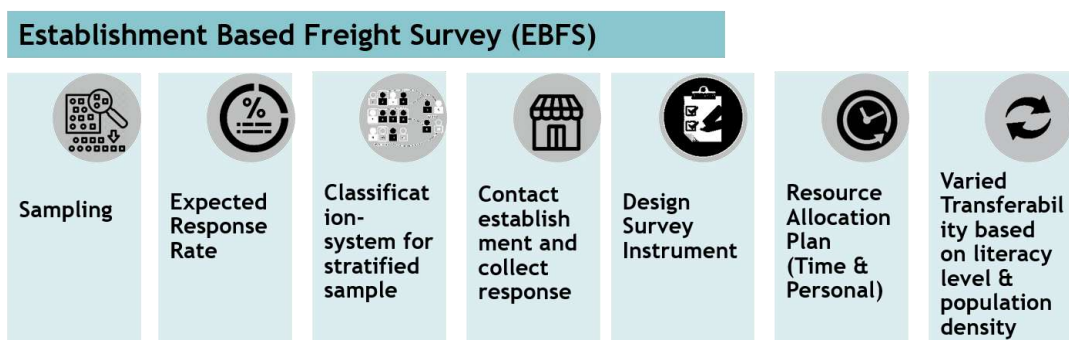 Establishment Based Freight Survey (EBFS)
%
Sampling
Expected
Response
Rate
Classificat
ion-
system for
stratified
sample
Contact
establish
ment and
collect
response
Design
Survey
Instrument
Resource
Allocation
Plan
(Time &
Personal)
Varied
Transferabil
ity based
on literacy
level &
population
density